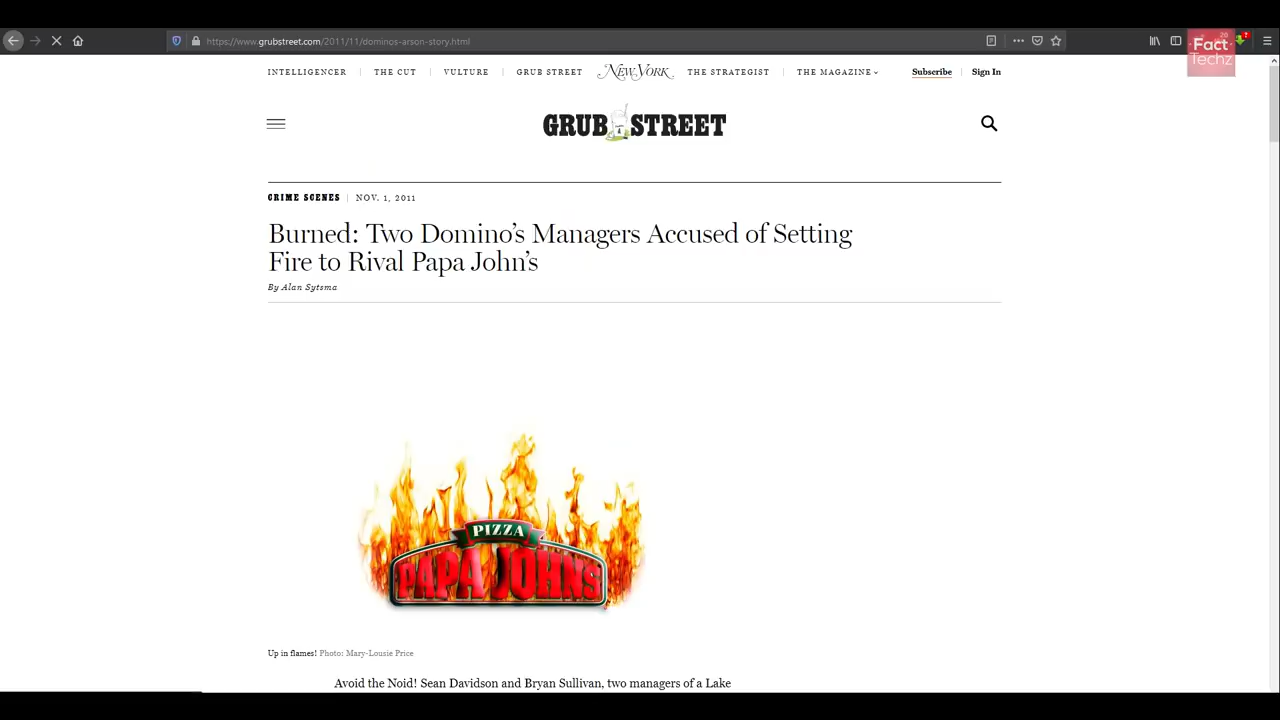 https://www.grubstreet.com/2011/11/dominos-arson-story.html
20
2
Fact
Techz
INTELLIGENCER | THE CUT | VULTURE | GRUB STREET NEW YORK THE STRATEGIST | THE MAGAZINE
Subscribe | Sign In
GRUB STREET
CRIME SCENES | NOV. 1, 2011
Burned: Two Domino's Managers Accused of Setting
Fire to Rival Papa John's
By Alan Sytsma
PIZZA
PAPA JOHNS
Up in flames! Photo: Mary-Lousie Price
Avoid the Noid! Sean Davidson and Bryan Sullivan, two managers of a Lake